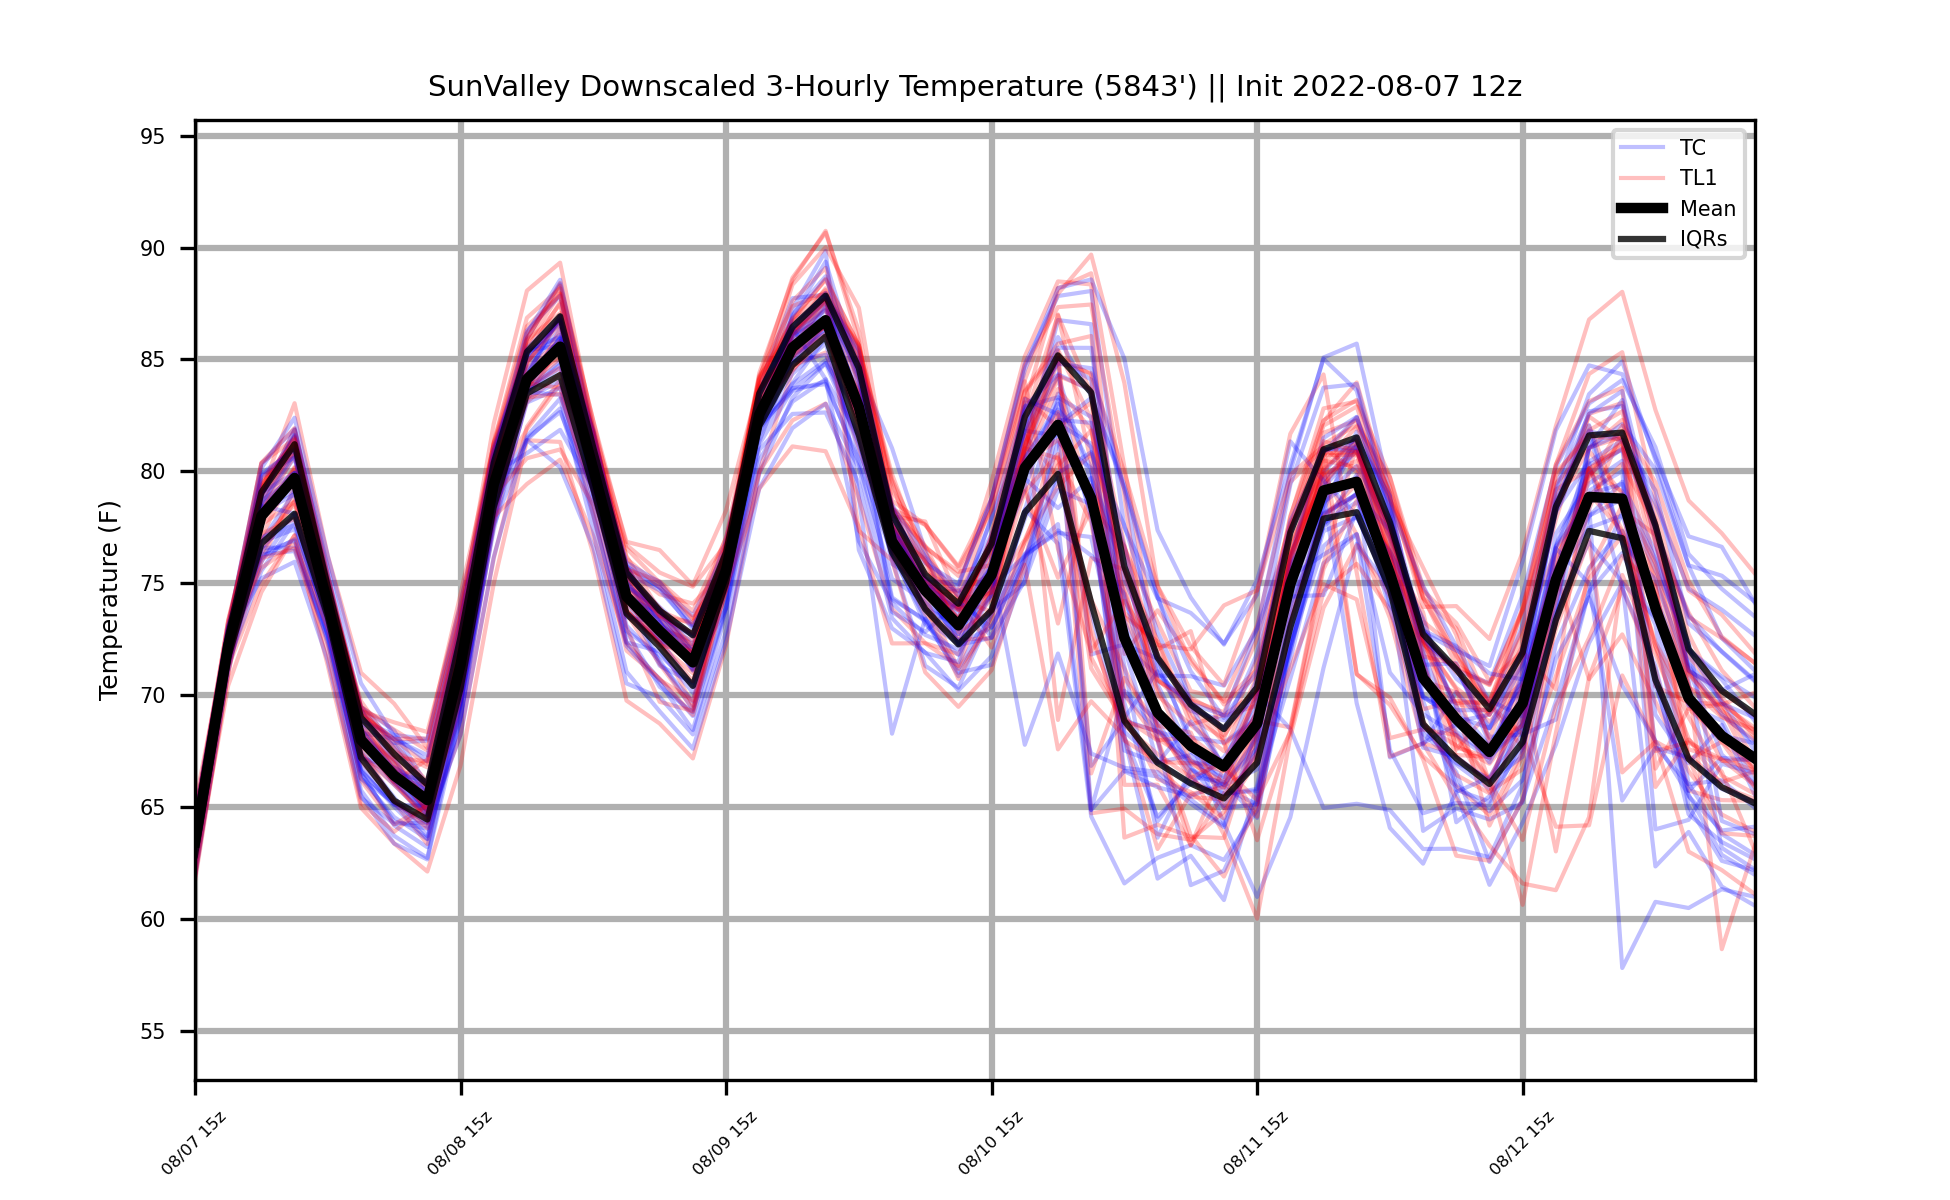 SunValley Downscaled 3-Hourly Temperature (5843') || Init 2022-08-07 12z
TC
TL1
Mean
IQRs
Temperature (F)
95
90
85
80
75
70
65
60
55
08/07 15z
08/08 15z
08/09 15z
08/10 15z
08/11 15z
08/12 15z